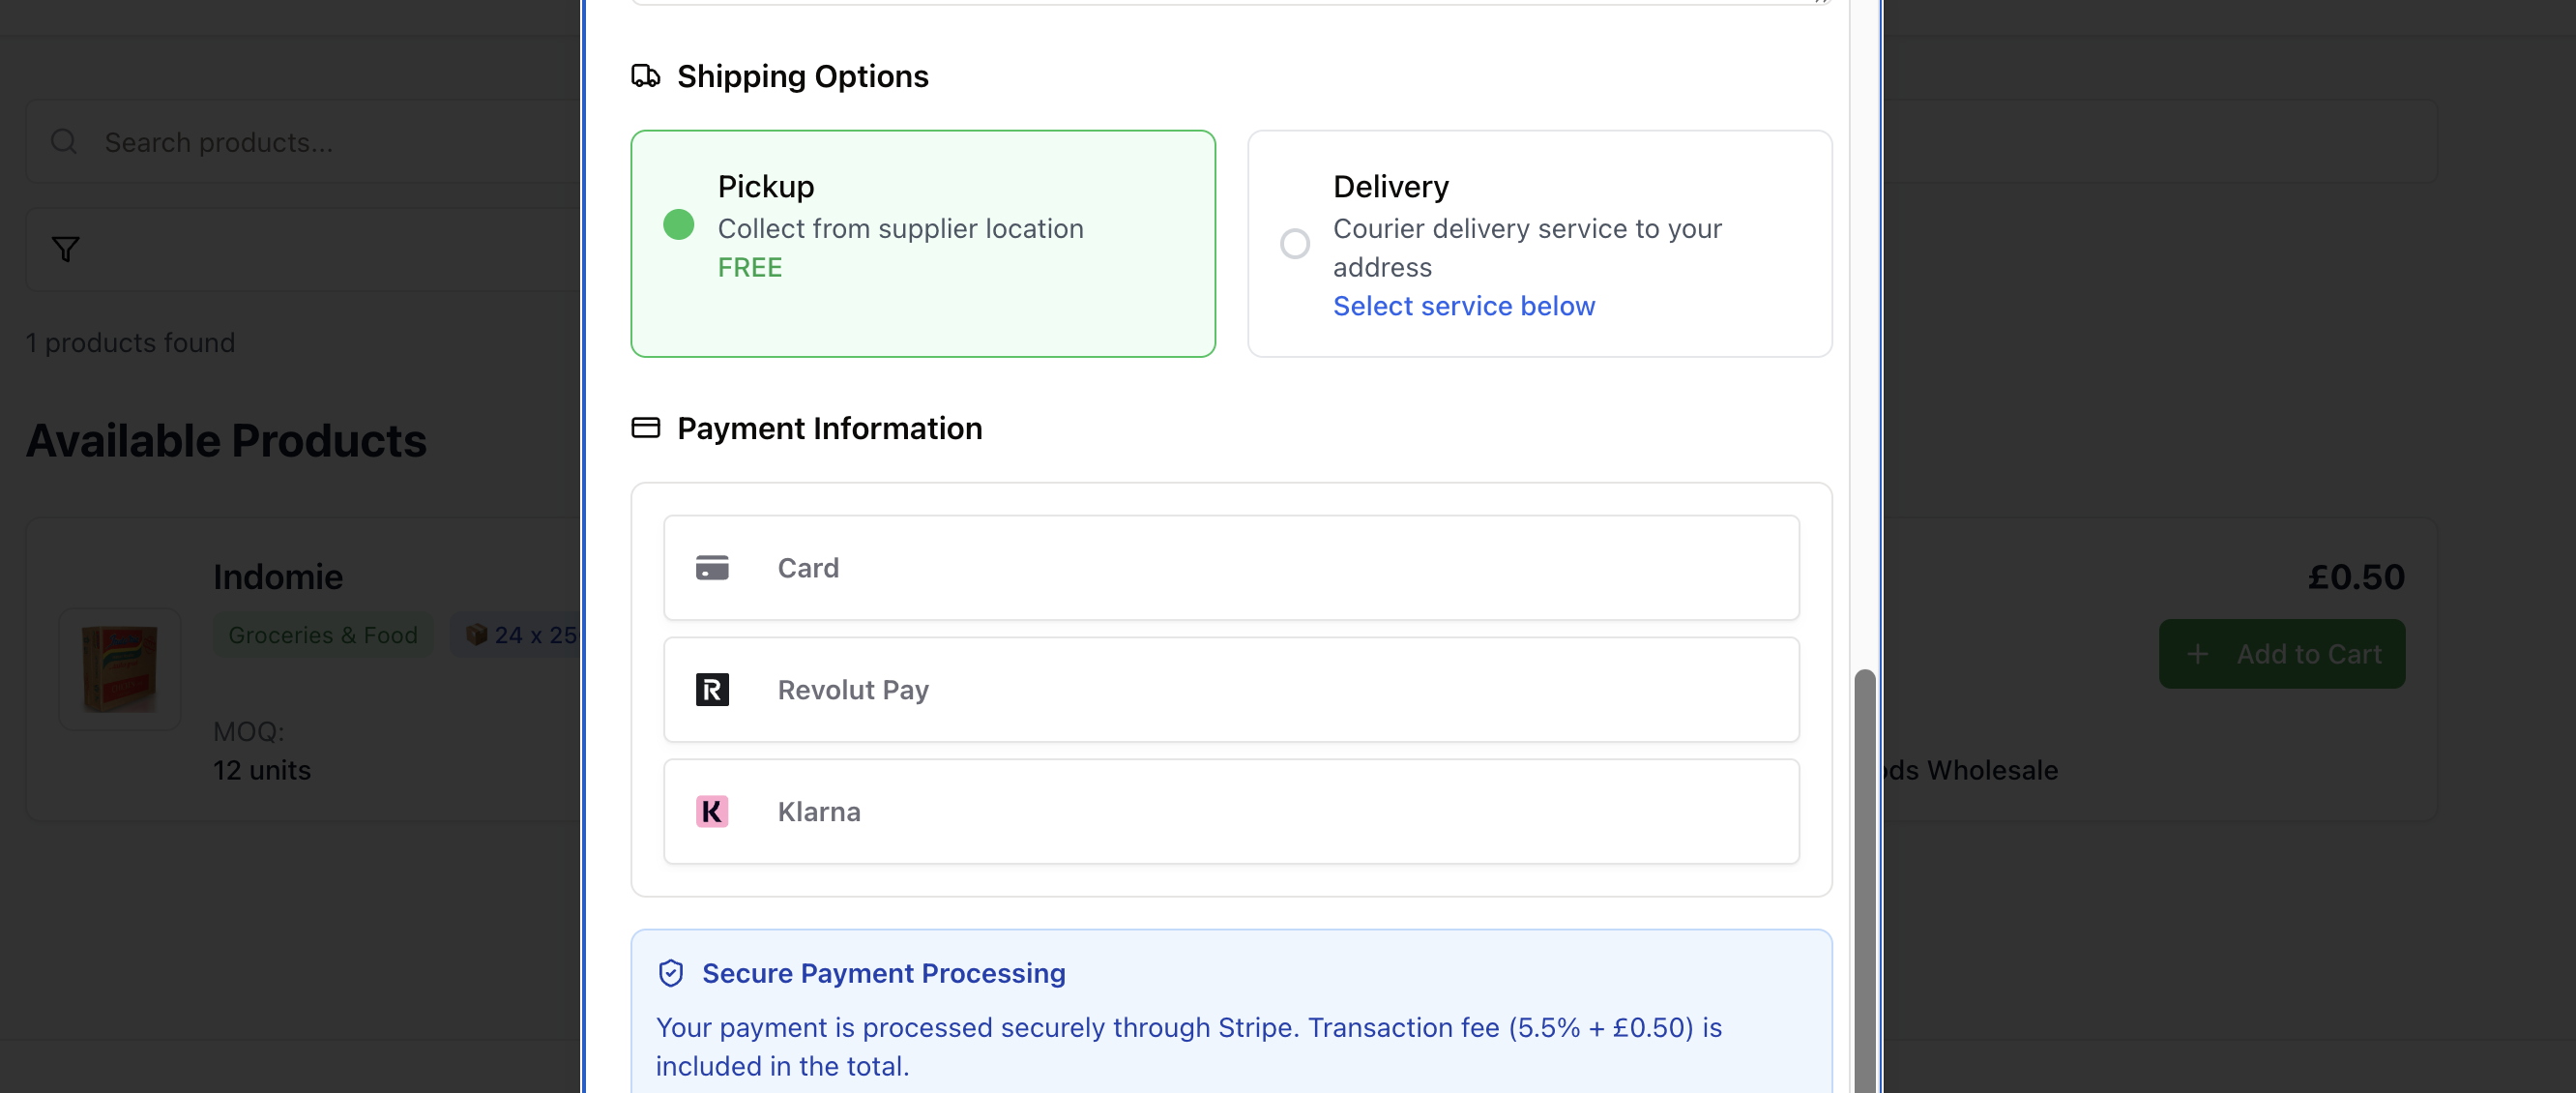 Search products...
1 products found
Available Products
Indomie
Groceries & Food
24 x 25
MOQ:
12 units
Shipping Options
Pickup
Collect from supplier location
FREE
Delivery
Courier delivery service to your
address
Select service below
Payment Information
Card
R Revolut Pay
K Klarna
Secure Payment Processing
Your payment is processed securely through Stripe. Transaction fee (5.5% + £0.50) is
included in the total.
£0.50
+ Add to Cart
ds Wholesale